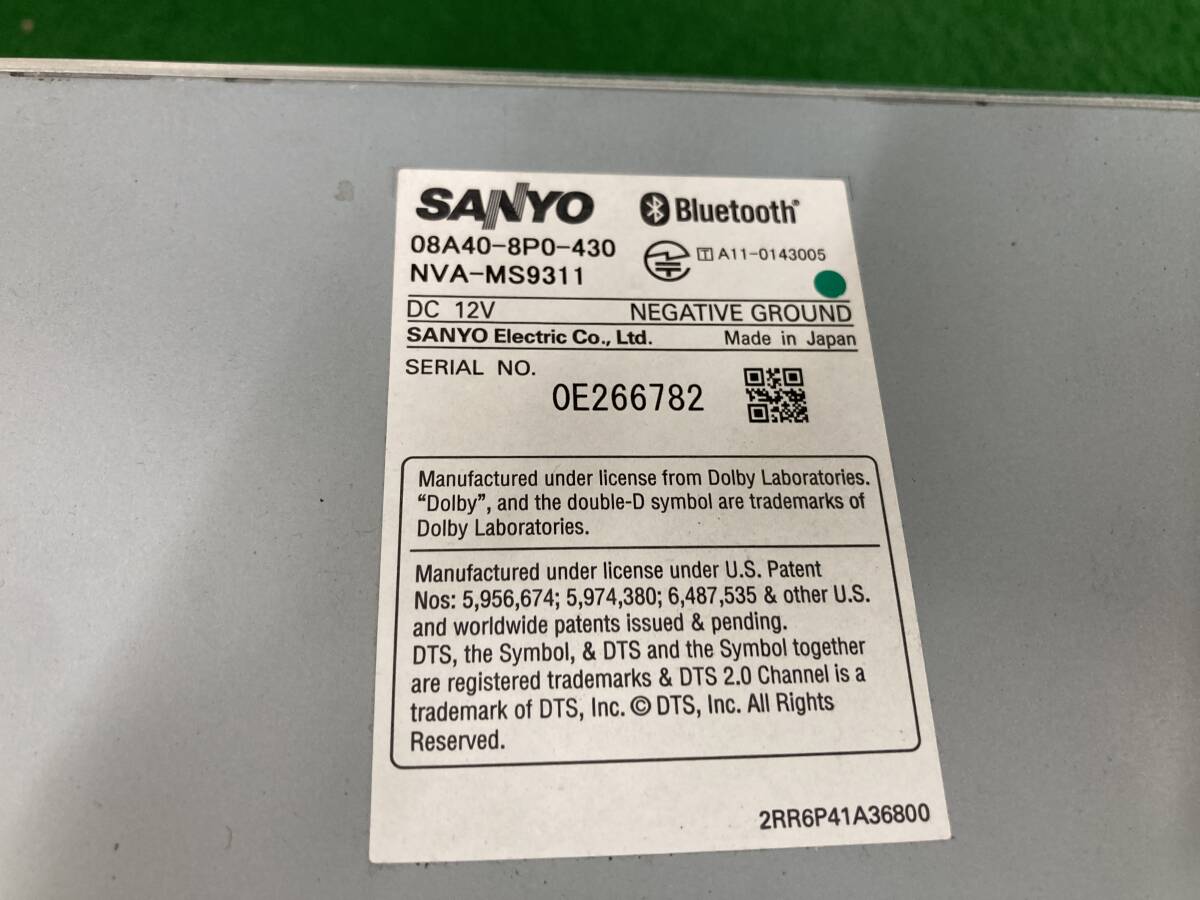 SANYO
Bluetooth®
08A40-8P0-430
T A11-0143005
NVA-MS9311
DC 12V NEGATIVE GROUND
SANYO Electric Co., Ltd. Made in Japan
SERIAL NO.
0E266782
Manufactured under license from Dolby Laboratories.
“Dolby”, and the double-D symbol are trademarks of
Dolby Laboratories.
Manufactured under license under U.S. Patent
Nos: 5,956,674; 5,974,380; 6,487,535 & other U.S.
and worldwide patents issued & pending.
DTS, the Symbol, & DTS and the Symbol together
are registered trademarks & DTS 2.0 Channel is a
trademark of DTS, Inc. © DTS, Inc. All Rights
Reserved.
2RR6P41A36800